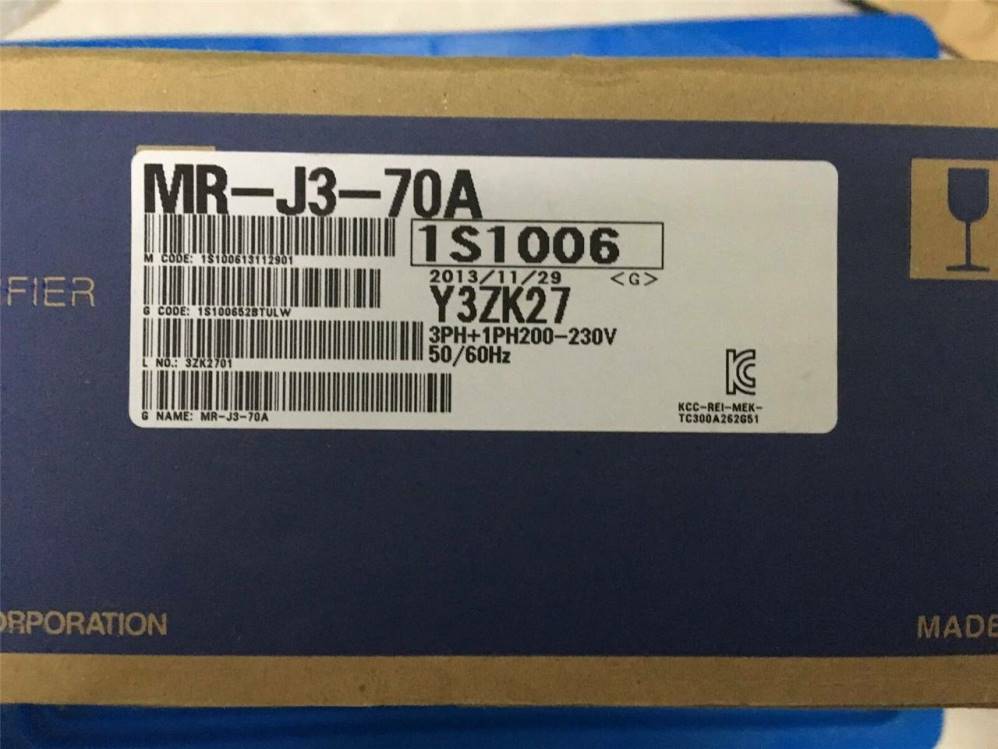 MR-J3-70A
1S1006
M CODE: 1S100613112901
2013/11/29 <G>
G CODE: 1S100652BTULW
Y3ZK27
3PH+1PH200-230V
50/60Hz
L NO.: 3ZK2701
G NAME: MR-J3-70A
KCC-REI-MEK-
TC300A262G51
FIER
ORPORATION
MADE